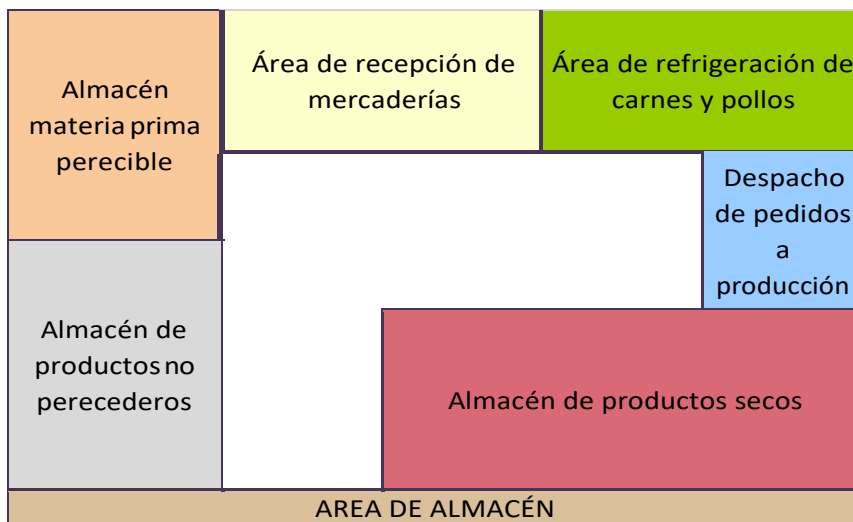 Almacén
materia prima
perecible
Área de recepción de
mercaderías
Área de refrigeración de
carnes y pollos
Despacho
de pedidos
a
producción
Almacén de
productos no
perecederos
Almacén de productos secos
AREA DE ALMACÉN